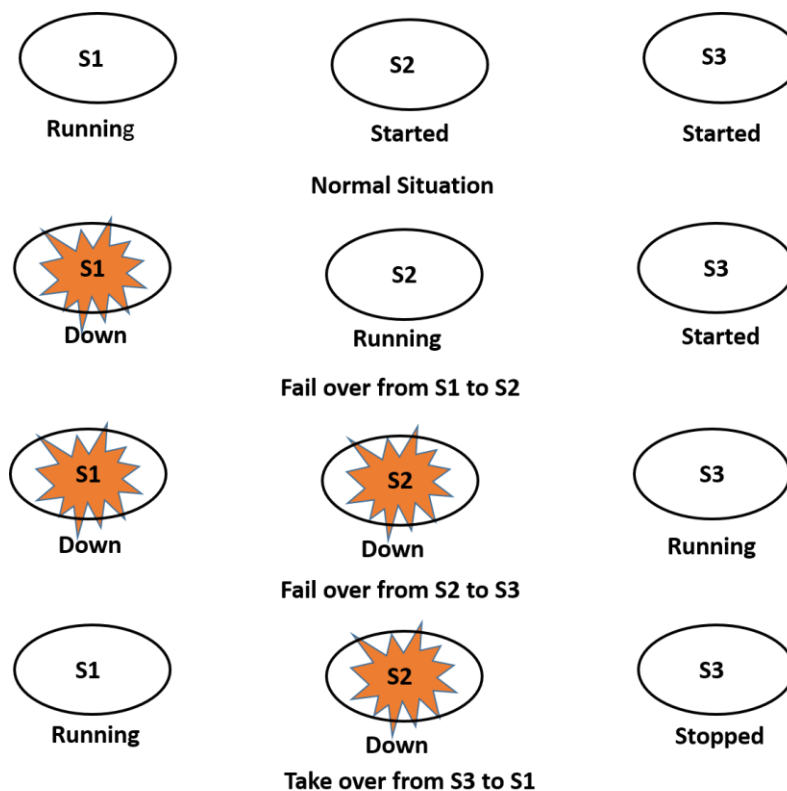 S1 S2 S3
Running Started Started
Normal Situation
S1 S2 S3
Down Running Started
Fail over from S1 to S2
S1 S2 S3
Down Down Running
Fail over from S2 to S3
S1 S2 S3
Running Down Stopped
Take over from S3 to S1